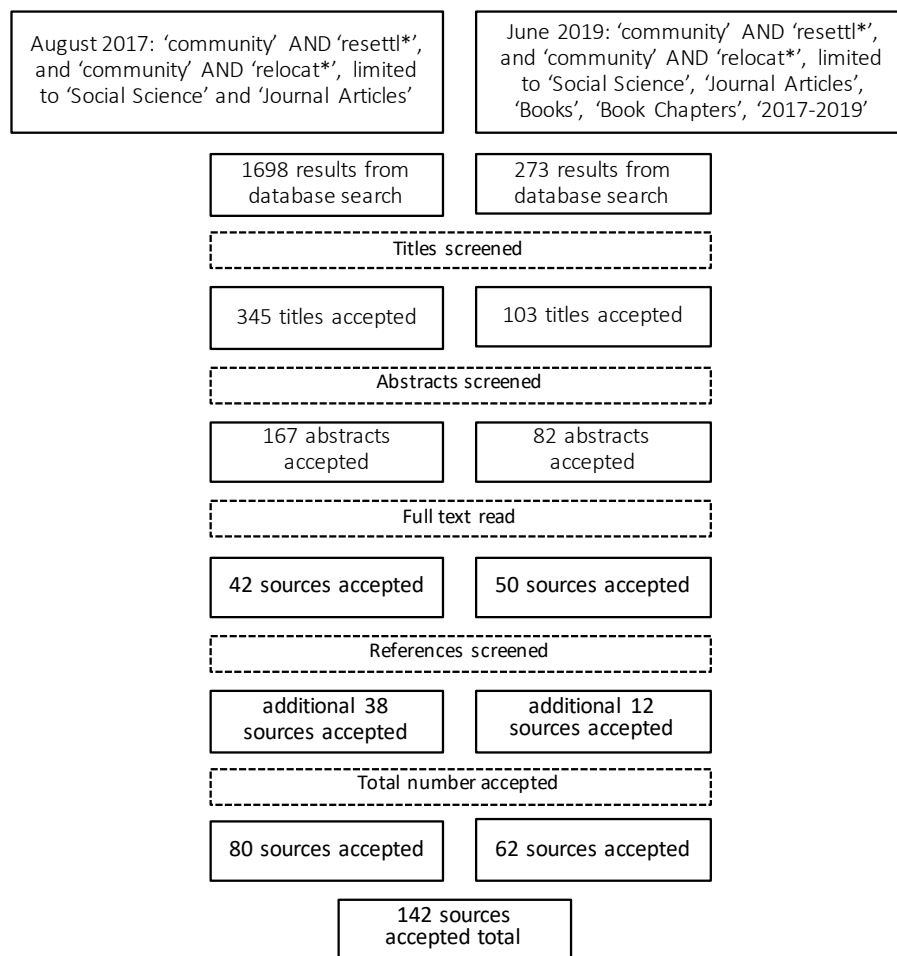 August 2017: ‘community’ AND ‘resettl*’,
and ‘community’ AND ‘relocat*’, limited
to ‘Social Science’ and ‘Journal Articles’
June 2019: ‘community’ AND ‘resettl*’,
and ‘community’ AND ‘relocat*’, limited
to ‘Social Science’, ‘Journal Articles’,
‘Books’, ‘Book Chapters’, ‘2017-2019’
1698 results from
database search
273 results from
database search
Titles screened
345 titles accepted
103 titles accepted
Abstracts screened
167 abstracts
accepted
82 abstracts
accepted
Full text read
42 sources accepted
50 sources accepted
References screened
additional 38
sources accepted
additional 12
sources accepted
Total number accepted
80 sources accepted
62 sources accepted
142 sources
accepted total